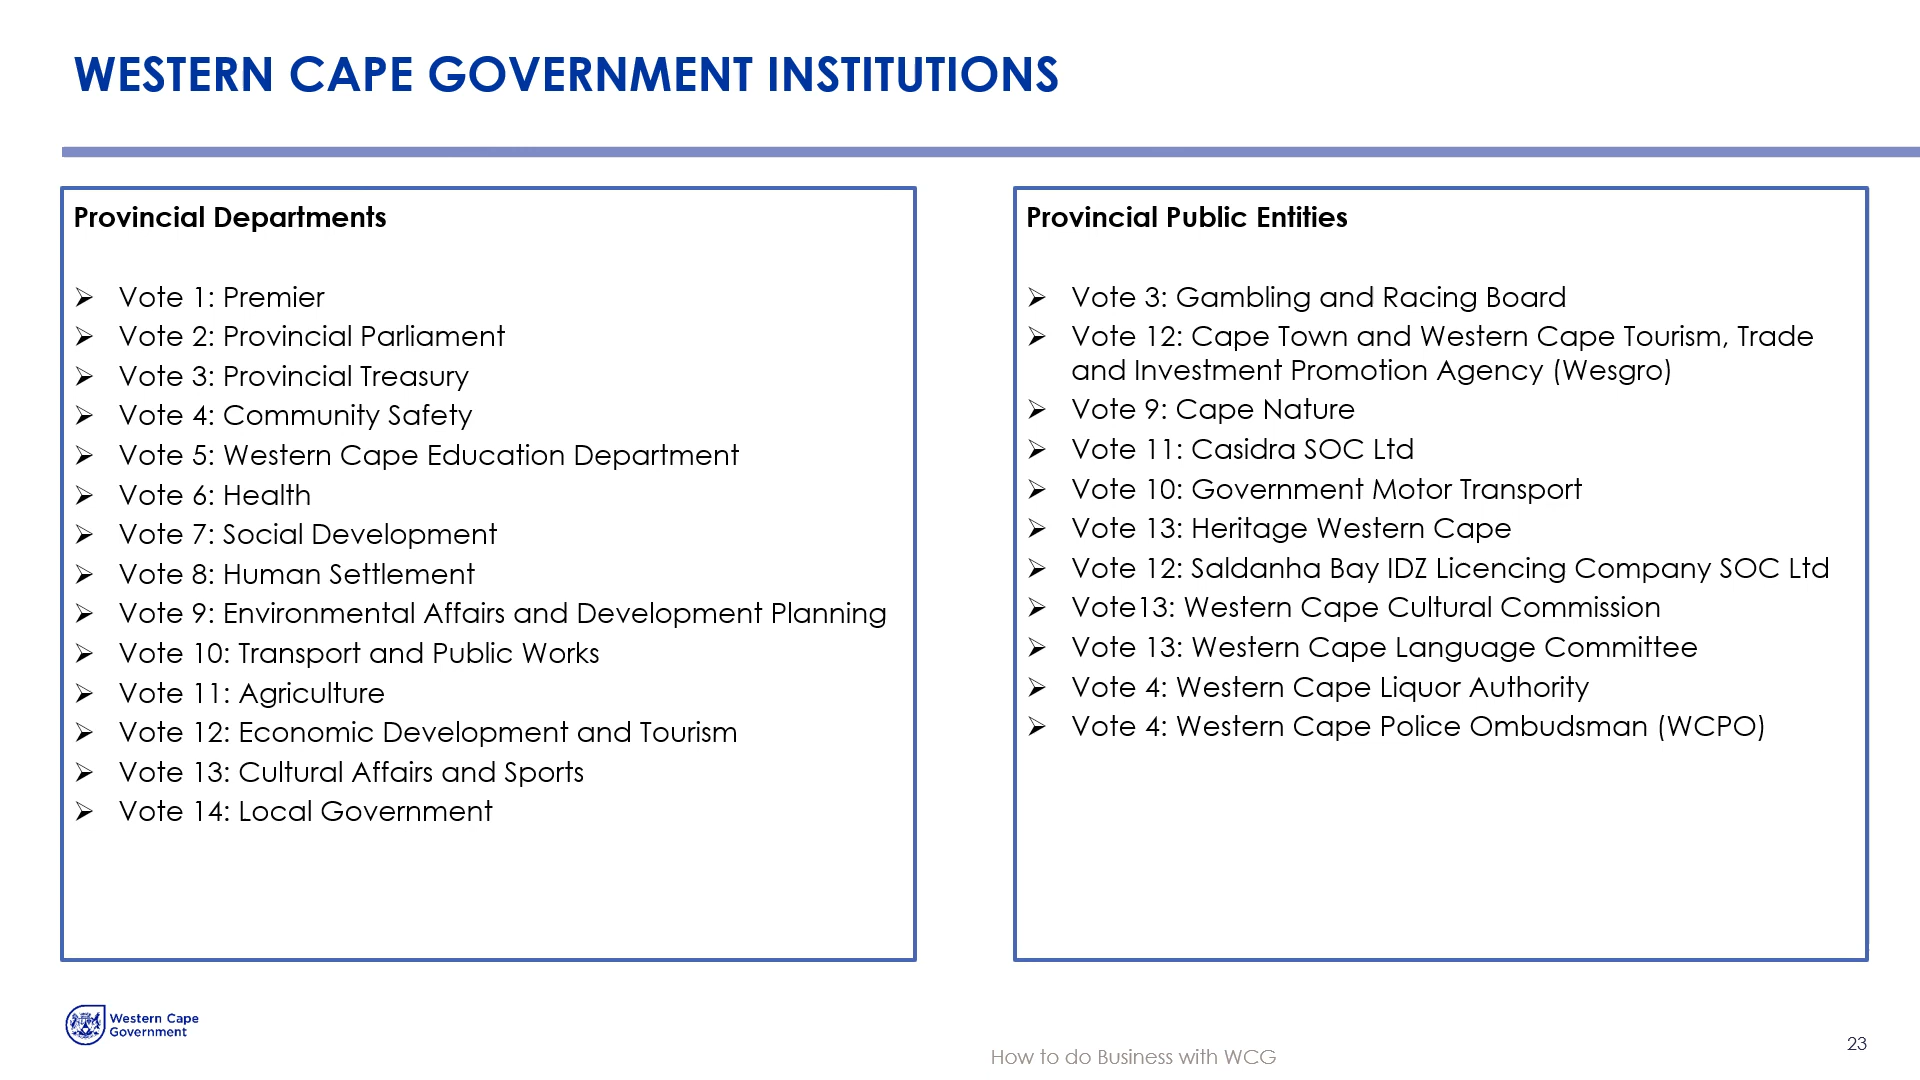 WESTERN CAPE GOVERNMENT INSTITUTIONS
Provincial Departments
➢ Vote 1: Premier
➢ Vote 2: Provincial Parliament
➢ Vote 3: Provincial Treasury
➢ Vote 4: Community Safety
➢ Vote 5: Western Cape Education Department
➢ Vote 6: Health
➢ Vote 7: Social Development
➢ Vote 8: Human Settlement
➢ Vote 9: Environmental Affairs and Development Planning
➢ Vote 10: Transport and Public Works
➢ Vote 11: Agriculture
➢ Vote 12: Economic Development and Tourism
➢ Vote 13: Cultural Affairs and Sports
➢ Vote 14: Local Government
Provincial Public Entities
➢ Vote 3: Gambling and Racing Board
➢ Vote 12: Cape Town and Western Cape Tourism, Trade
and Investment Promotion Agency (Wesgro)
➢ Vote 9: Cape Nature
➢ Vote 11: Casidra SOC Ltd
➢ Vote 10: Government Motor Transport
➢ Vote 13: Heritage Western Cape
➢ Vote 12: Saldanha Bay IDZ Licencing Company SOC Ltd
➢ Vote13: Western Cape Cultural Commission
➢ Vote 13: Western Cape Language Committee
➢ Vote 4: Western Cape Liquor Authority
➢ Vote 4: Western Cape Police Ombudsman (WCPO)
Western Cape
Government
How to do Business with WCG
23